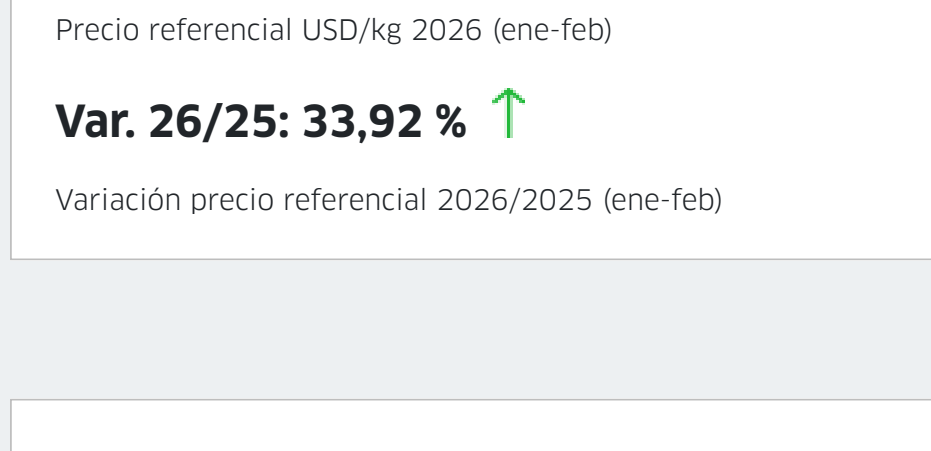 Precio referencial USD/kg 2026 (ene-feb)
Var. 26/25: 33,92 %
Variación precio referencial 2026/2025 (ene-feb)